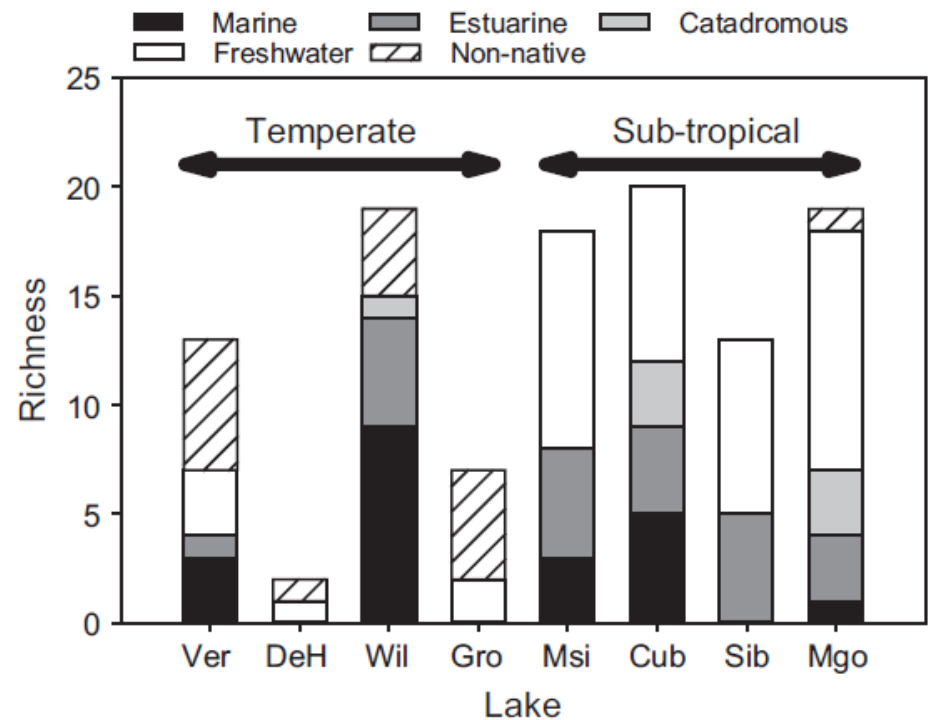 Marine Estuarine Catadromous
Freshwater Non-native
25
Temperate Sub-tropical
20
15
10
5
0
Richness
Ver DeH Wil Gro Msi Cub Sib Mgo
Lake